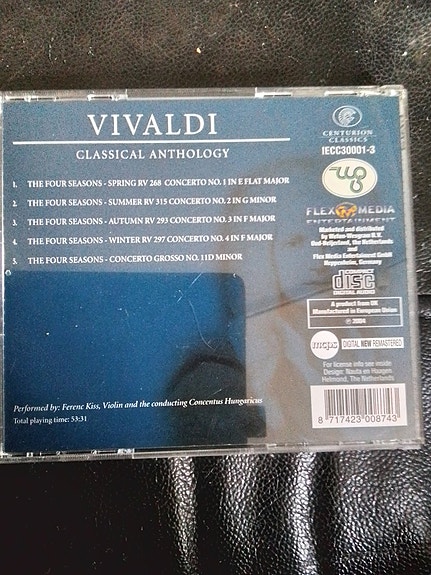 VIVALDI
CLASSICAL ANTHOLOGY
1. THE FOUR SEASONS - SPRING RV 268 CONCERTO NO. 1 IN E FLAT MAJOR
2. THE FOUR SEASONS - SUMMER RV 315 CONCERTO NO. 2 IN G MINOR
3. THE FOUR SEASONS - AUTUMN RV 293 CONCERTO NO. 3 IN F MAJOR
4. THE FOUR SEASONS - WINTER RV 297 CONCERTO NO. 4 IN F MAJOR
5. THE FOUR SEASONS - CONCERTO GROSSO NO. 11D MINOR
Performed by: Ferenc Kiss, Violin and the conducting Concentus Hungaricus
Total playing time: 53:31
CENTURION
CLASSICS
IECC30001-3
FLEX MEDIA
ENTERTAINMENT
Marketed and distributed
by Weton-Wesgram B.V.
Oud-Beijerland, the Netherlands
and
Flex Media Entertainment GmbH
Heppenheim, Germany
COMPACT
disc
A product from UK
Manufactured in European Union
℗ 2004
mcps DIGITAL NEW REMASTERED
For license info see inside
Design: Nauta en Haagen
Helmond, The Netherlands
8 717423 008743